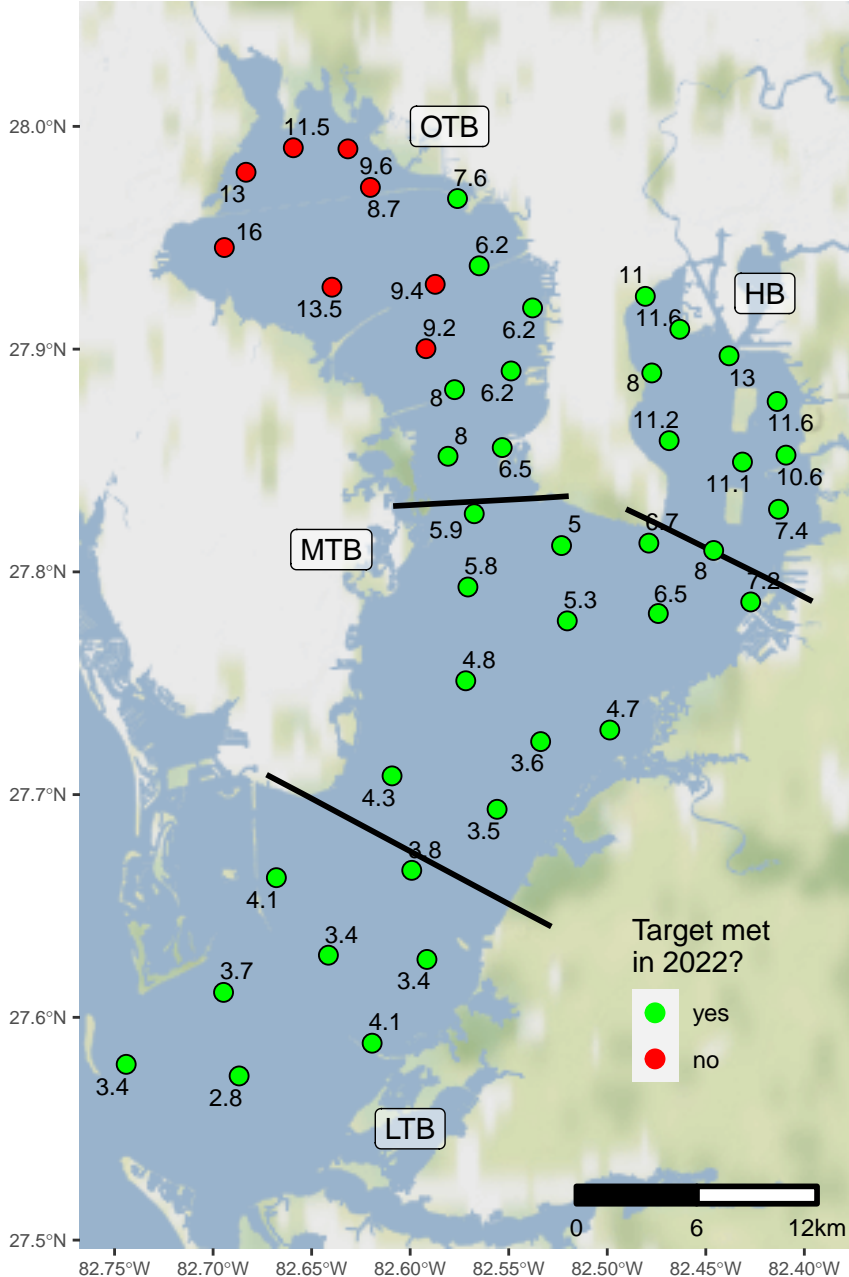 28.0°N
27.9°N
27.8°N
27.7°N
27.6°N
27.5°N
11.5
OTB
9.6
13
8.7
7.6
16
6.2
9.4
13.5
11
HB
11.6
6.2
9.2
13
6.2
8
8
11.6
11.2
8
6.5
11.1
10.6
5.9
5
6.7
7.4
MTB
8
5.8
7.2
5.3
6.5
4.8
4.7
3.6
4.3
3.5
3.8
4.1
3.4
3.4
3.7
4.1
3.4
2.8
LTB
Target met
in 2022?
yes
no
0 6 12km
82.75°W 82.70°W 82.65°W 82.60°W 82.55°W 82.50°W 82.45°W 82.40°W